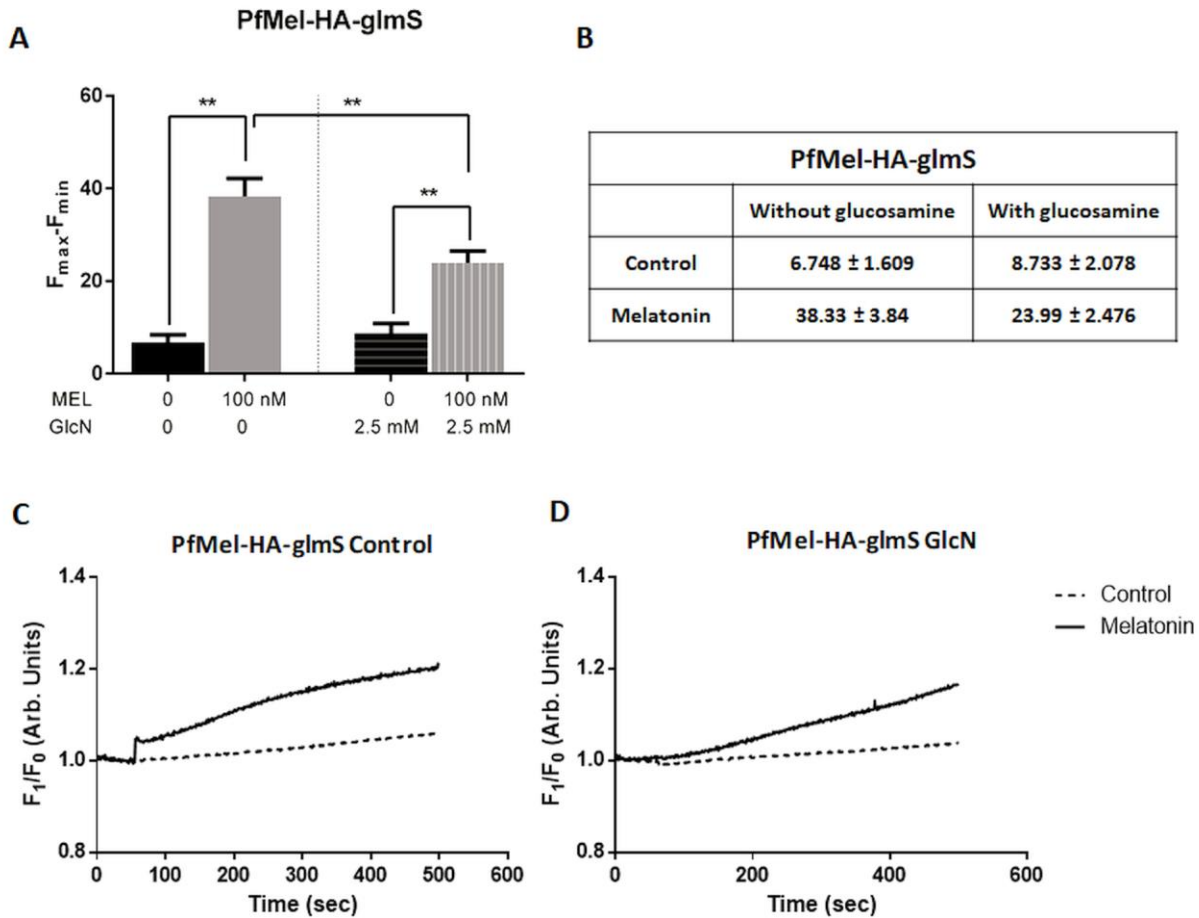 PfMel-HA-glmS
A
B
60
40
20
0
Fmax-Fmin
**
**
**
MEL 0 100 nM 0 100 nM
GlcN 0 0 2.5 mM 2.5 mM
PfMel-HA-glmS
Without glucosamine With glucosamine
Control 6.748 ± 1.609 8.733 ± 2.078
Melatonin 38.33 ± 3.84 23.99 ± 2.476
C
PfMel-HA-glmS Control
1.4
1.2
1.0
0.8
F1/F0 (Arb. Units)
0 100 200 300 400 500 600
Time (sec)
D
PfMel-HA-glmS GlcN
1.4
1.2
1.0
0.8
F1/F0 (Arb. Units)
0 200 400 600
Time (sec)
Control
Melatonin